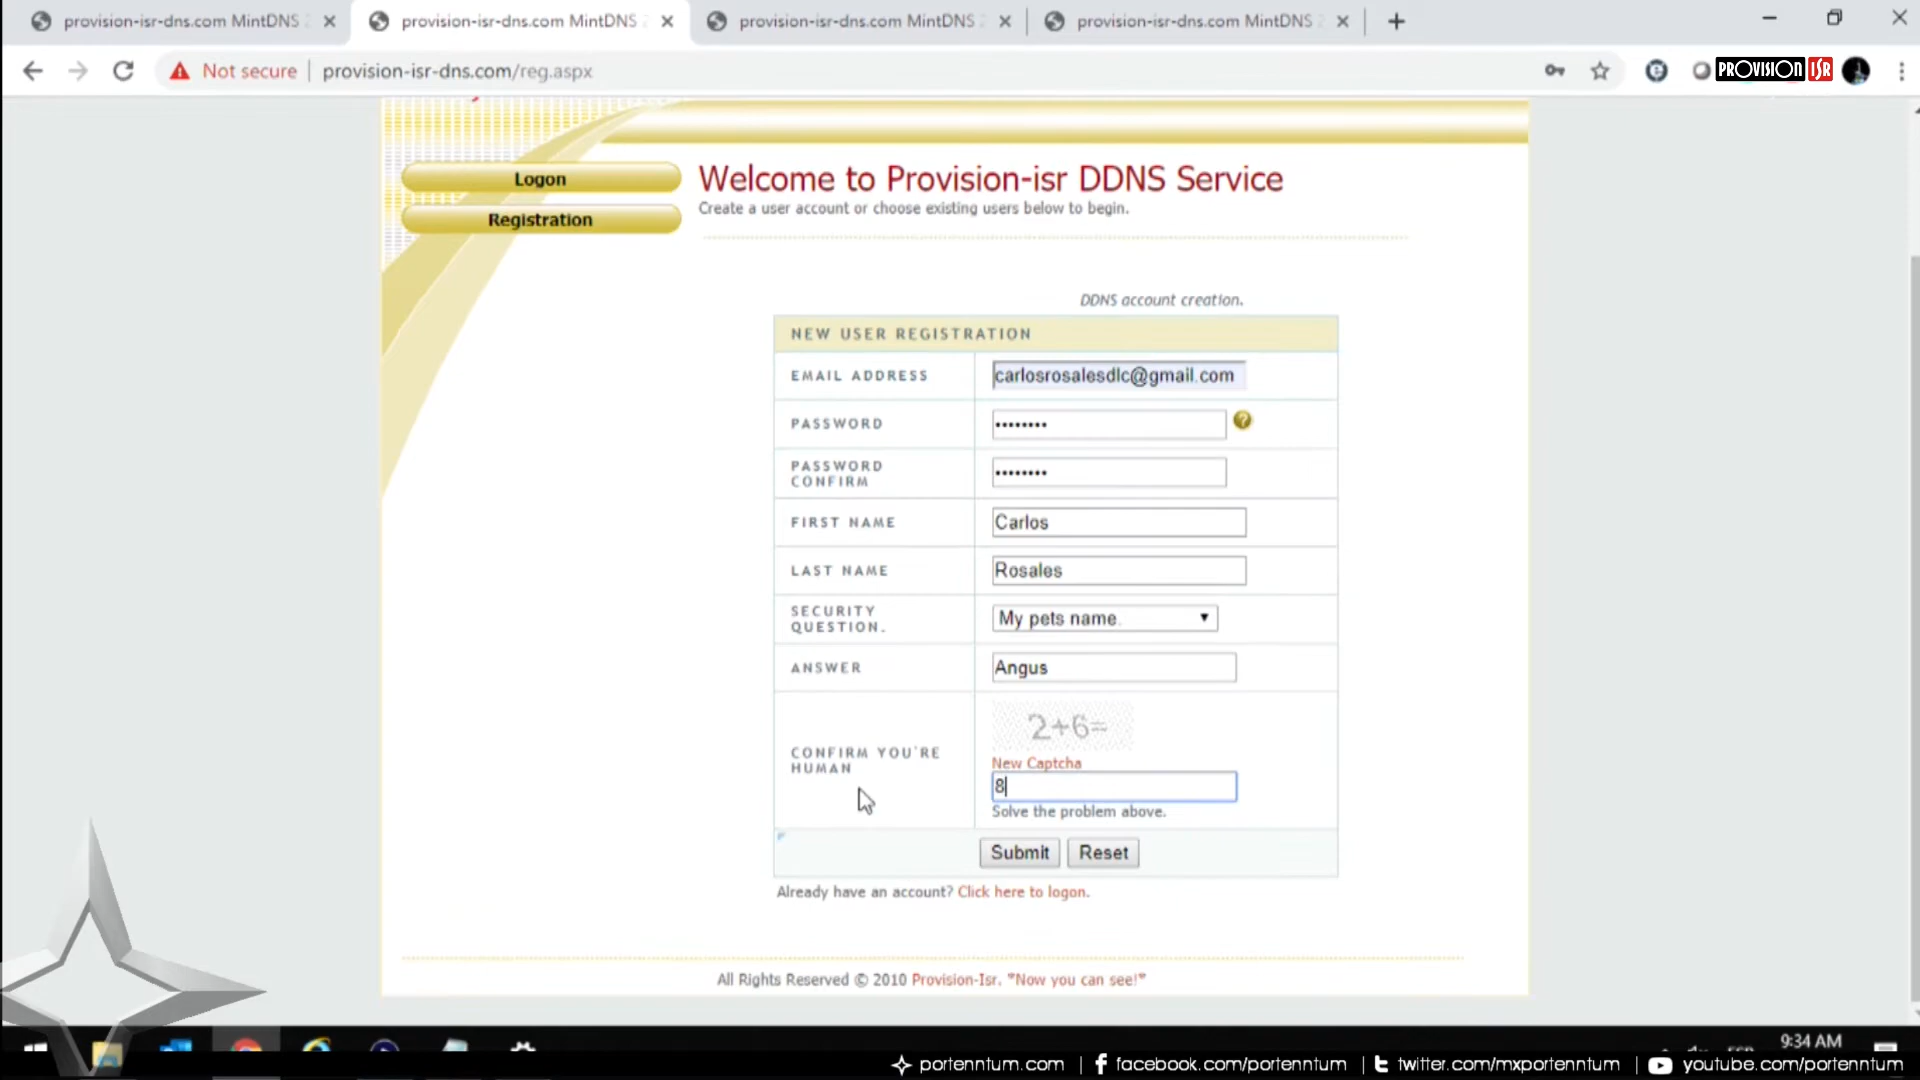 provision-isr-dns.com MintDNS
provision-isr-dns.com MintDNS
provision-isr-dns.com MintDNS
provision-isr-dns.com MintDNS
Not secure
provision-isr-dns.com/reg.aspx
PROVISION ISR
Logon
Registration
Welcome to Provision-isr DDNS Service
Create a user account or choose existing users below to begin.
DDNS account creation.
NEW USER REGISTRATION
EMAIL ADDRESS
carlosrosalesdlc@gmail.com
PASSWORD
••••••••
?
PASSWORD
CONFIRM
••••••••
FIRST NAME
Carlos
LAST NAME
Rosales
SECURITY
QUESTION.
My pets name.
ANSWER
Angus
2+6=
CONFIRM YOU'RE
HUMAN
New Captcha
8
Solve the problem above.
Submit
Reset
Already have an account? Click here to logon.
All Rights Reserved © 2010 Provision-Isr. "Now you can see!"
9:34 AM
portenntum.com | facebook.com/portenntum | twitter.com/mxportenntum | youtube.com/portenntum